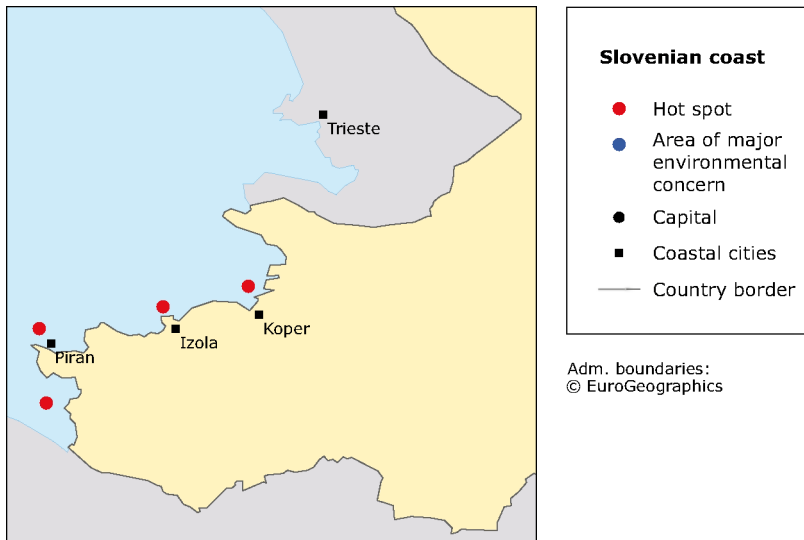 Trieste
Koper
Izola
Piran
Slovenian coast
Hot spot
Area of major
environmental
concern
Capital
Coastal cities
Country border
Adm. boundaries:
© EuroGeographics